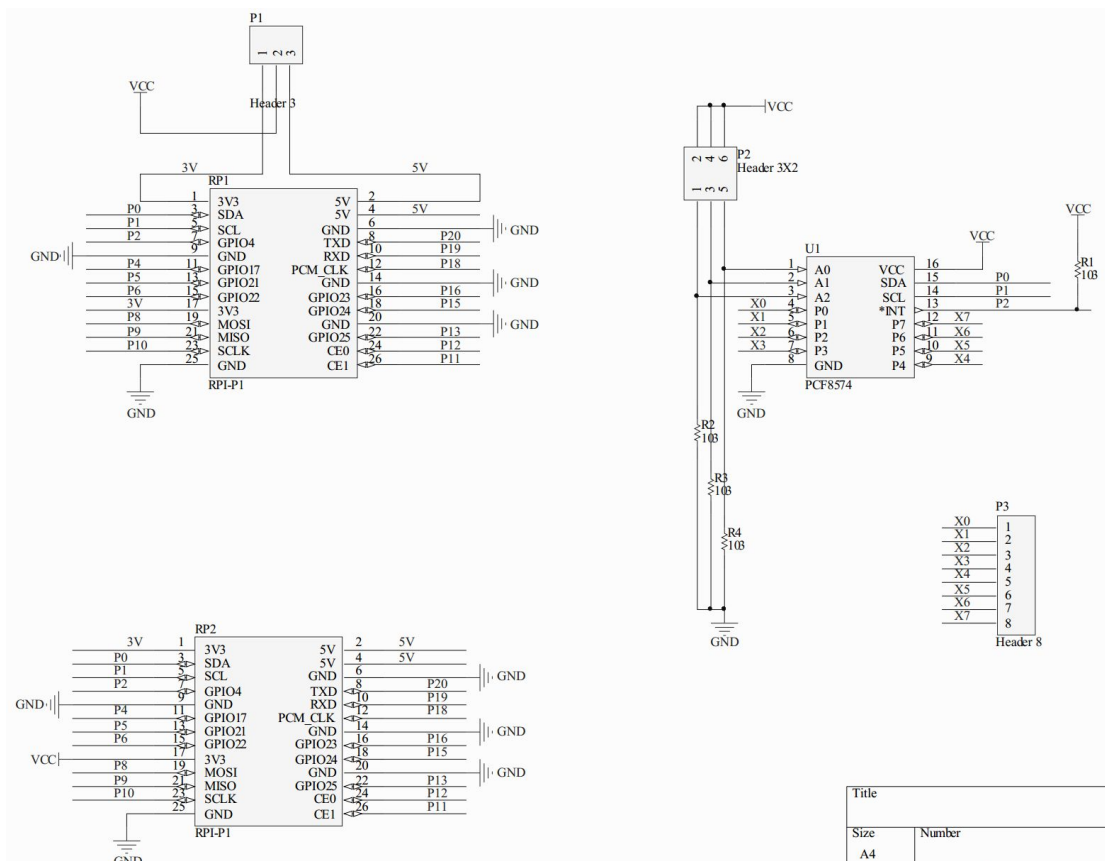 P1
1 2 3
Header 3
VCC
3V 5V
RP1
1 3V3 5V 2
P0 3 SDA 5V 4 5V
P1 5 SCL GND 6 GND
P2 7 GPIO4 TXD 8 P20
GND 9 GND RXD 10 P19
P4 11 GPIO17 PCM_CLK 12 P18
P5 13 GPIO21 GND 14 GND
P6 15 GPIO22 GPIO23 16 P16
3V 17 3V3 GPIO24 18 P15
P8 19 MOSI GND 20 GND
P9 21 MISO GPIO25 22 P13
P10 23 SCLK CE0 24 P12
25 GND CE1 26 P11
RPI-P1
GND
VCC
2 4 6
1 3 5
P2
Header 3X2
VCC
R1
103
VCC
U1
1 A0 VCC 16
2 A1 SDA 15 P0
3 A2 SCL 14 P1
X0 4 P0 *INT 13 P2
X1 5 P1 P7 12 X7
X2 6 P2 P6 11 X6
X3 7 P3 P5 10 X5
8 GND P4 9 X4
PCF8574
GND
R2
103
R3
103
R4
103
GND
P3
X0 1
X1 2
X2 3
X3 4
X4 5
X5 6
X6 7
X7 8
Header 8
RP2
3V 1 3V3 5V 2 5V
P0 3 SDA 5V 4 5V
P1 5 SCL GND 6 GND
P2 7 GPIO4 TXD 8 P20
GND 9 GND RXD 10 P19
P4 11 GPIO17 PCM_CLK 12 P18
P5 13 GPIO21 GND 14 GND
P6 15 GPIO22 GPIO23 16 P16
VCC 17 3V3 GPIO24 18 P15
P8 19 MOSI GND 20 GND
P9 21 MISO GPIO25 22 P13
P10 23 SCLK CE0 24 P12
25 GND CE1 26 P11
RPI-P1
GND
Title
Size Number
A4